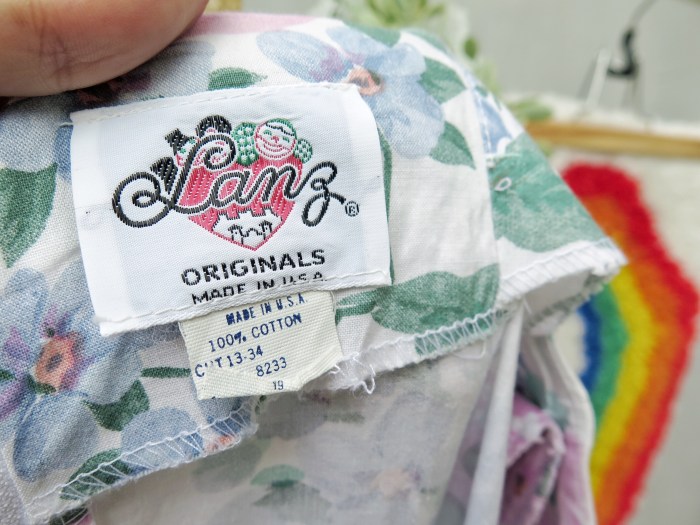 Lanz®
ORIGINALS
MADE IN U.S.A.
MADE IN U.S.A.
100% COTTON
CUT 13-34
8233
19